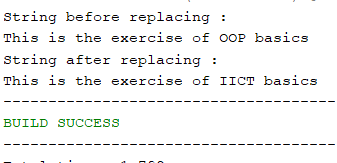 String before replacing :
This is the exercise of OOP basics
String after replacing :
This is the exercise of IICT basics
------------------------------------
BUILD SUCCESS
------------------------------------